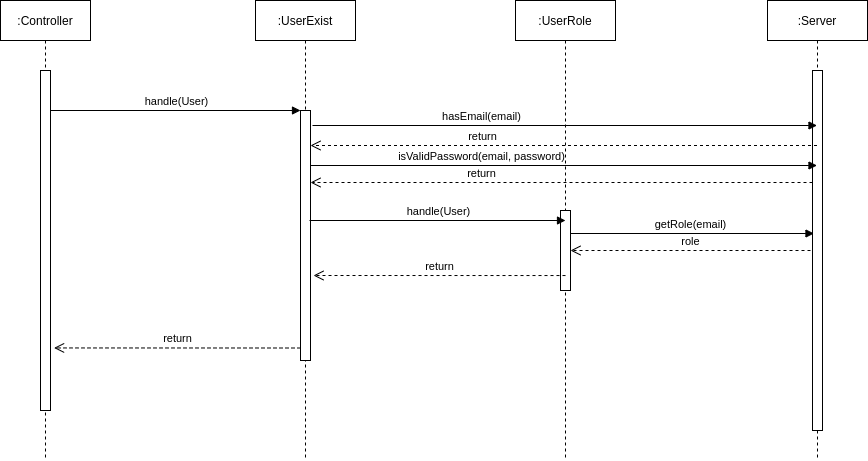 :Controller
:UserExist
:UserRole
:Server
handle(User)
hasEmail(email)
return
isValidPassword(email, password)
return
handle(User)
getRole(email)
role
return
return